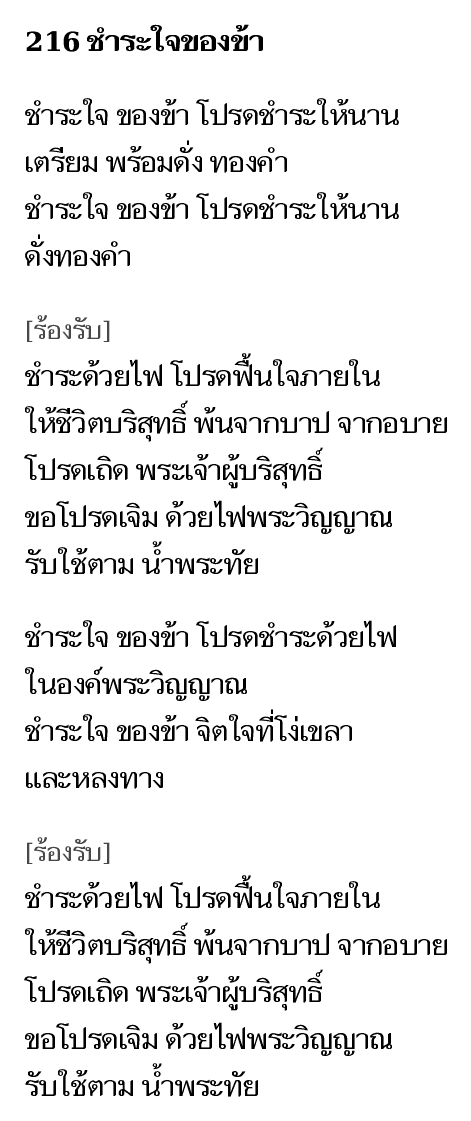 216 ชำระใจของข้า
ชำระใจ ของข้า โปรดชำระให้นาน
เตรียม พร้อมดั่ง ทองคำ
ชำระใจ ของข้า โปรดชำระให้นาน
ดั่งทองคำ
[ร้องรับ]
ชำระด้วยไฟ โปรดฟื้นใจภายใน
ให้ชีวิตบริสุทธิ์ พ้นจากบาป จากอบาย
โปรดเถิด พระเจ้าผู้บริสุทธิ์
ขอโปรดเจิม ด้วยไฟพระวิญญาณ
รับใช้ตาม น้ำพระทัย
ชำระใจ ของข้า โปรดชำระด้วยไฟ
ในองค์พระวิญญาณ
ชำระใจ ของข้า จิตใจที่โง่เขลา
และหลงทาง
[ร้องรับ]
ชำระด้วยไฟ โปรดฟื้นใจภายใน
ให้ชีวิตบริสุทธิ์ พ้นจากบาป จากอบาย
โปรดเถิด พระเจ้าผู้บริสุทธิ์
ขอโปรดเจิม ด้วยไฟพระวิญญาณ
รับใช้ตาม น้ำพระทัย